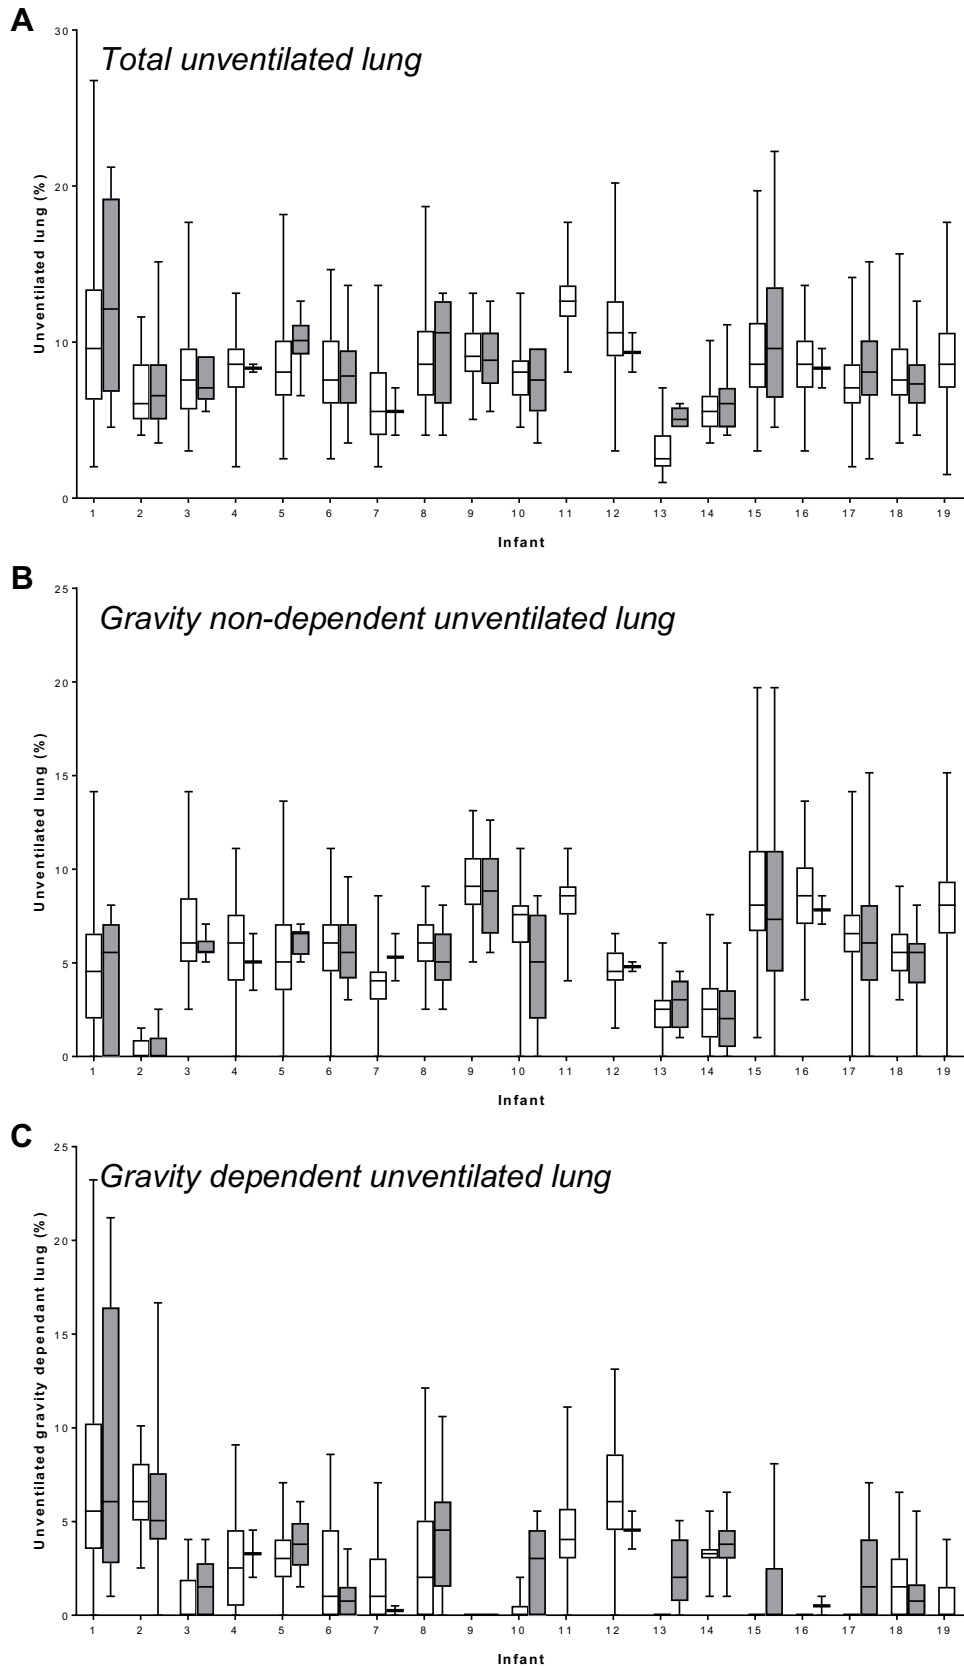 A
Total unventilated lung
Unventilated lung (%)
30
20
10
0
1 2 3 4 5 6 7 8 9 10 11 12 13 14 15 16 17 18 19
Infant
B
Gravity non-dependent unventilated lung
Unventilated lung (%)
25
20
15
10
5
0
1 2 3 4 5 6 7 8 9 10 11 12 13 14 15 16 17 18 19
Infant
C
Gravity dependent unventilated lung
Unventilated gravity dependant lung (%)
25
20
15
10
5
0
1 2 3 4 5 6 7 8 9 10 11 12 13 14 15 16 17 18 19
Infant